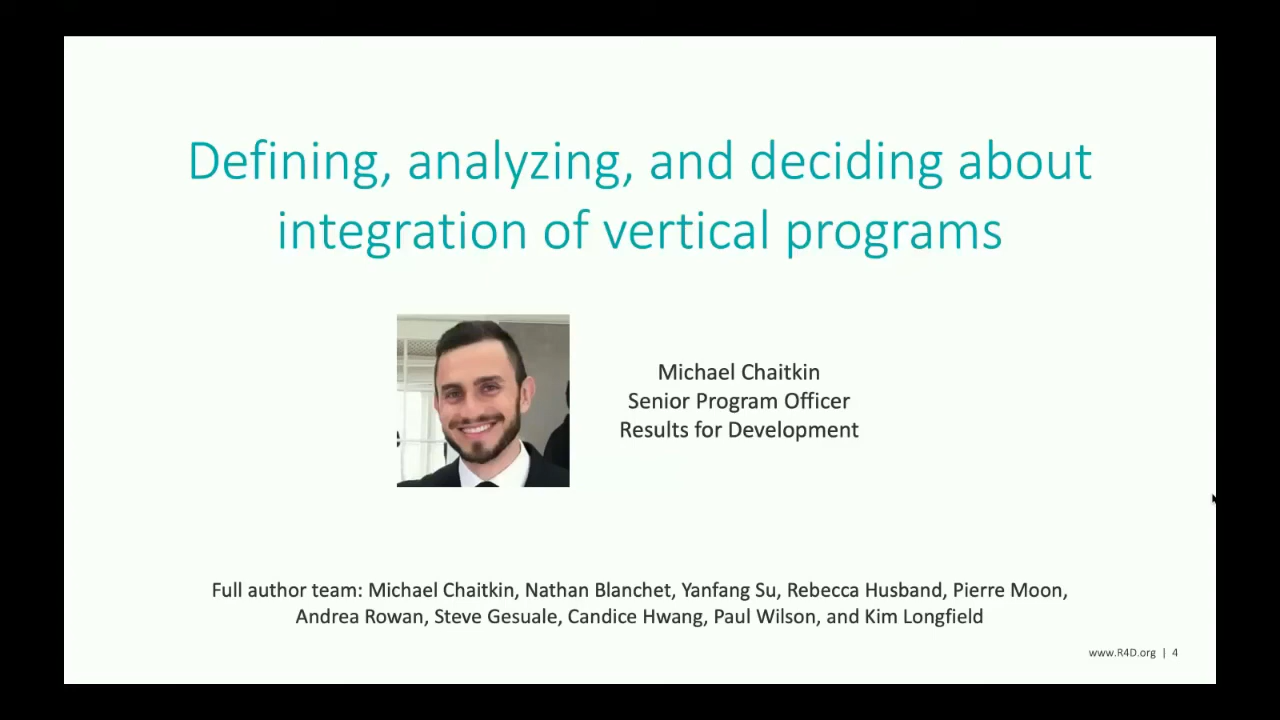 Defining, analyzing, and deciding about
integration of vertical programs
Michael Chaitkin
Senior Program Officer
Results for Development
Full author team: Michael Chaitkin, Nathan Blanchet, Yanfang Su, Rebecca Husband, Pierre Moon,
Andrea Rowan, Steve Gesuale, Candice Hwang, Paul Wilson, and Kim Longfield
www.R4D.org | 4